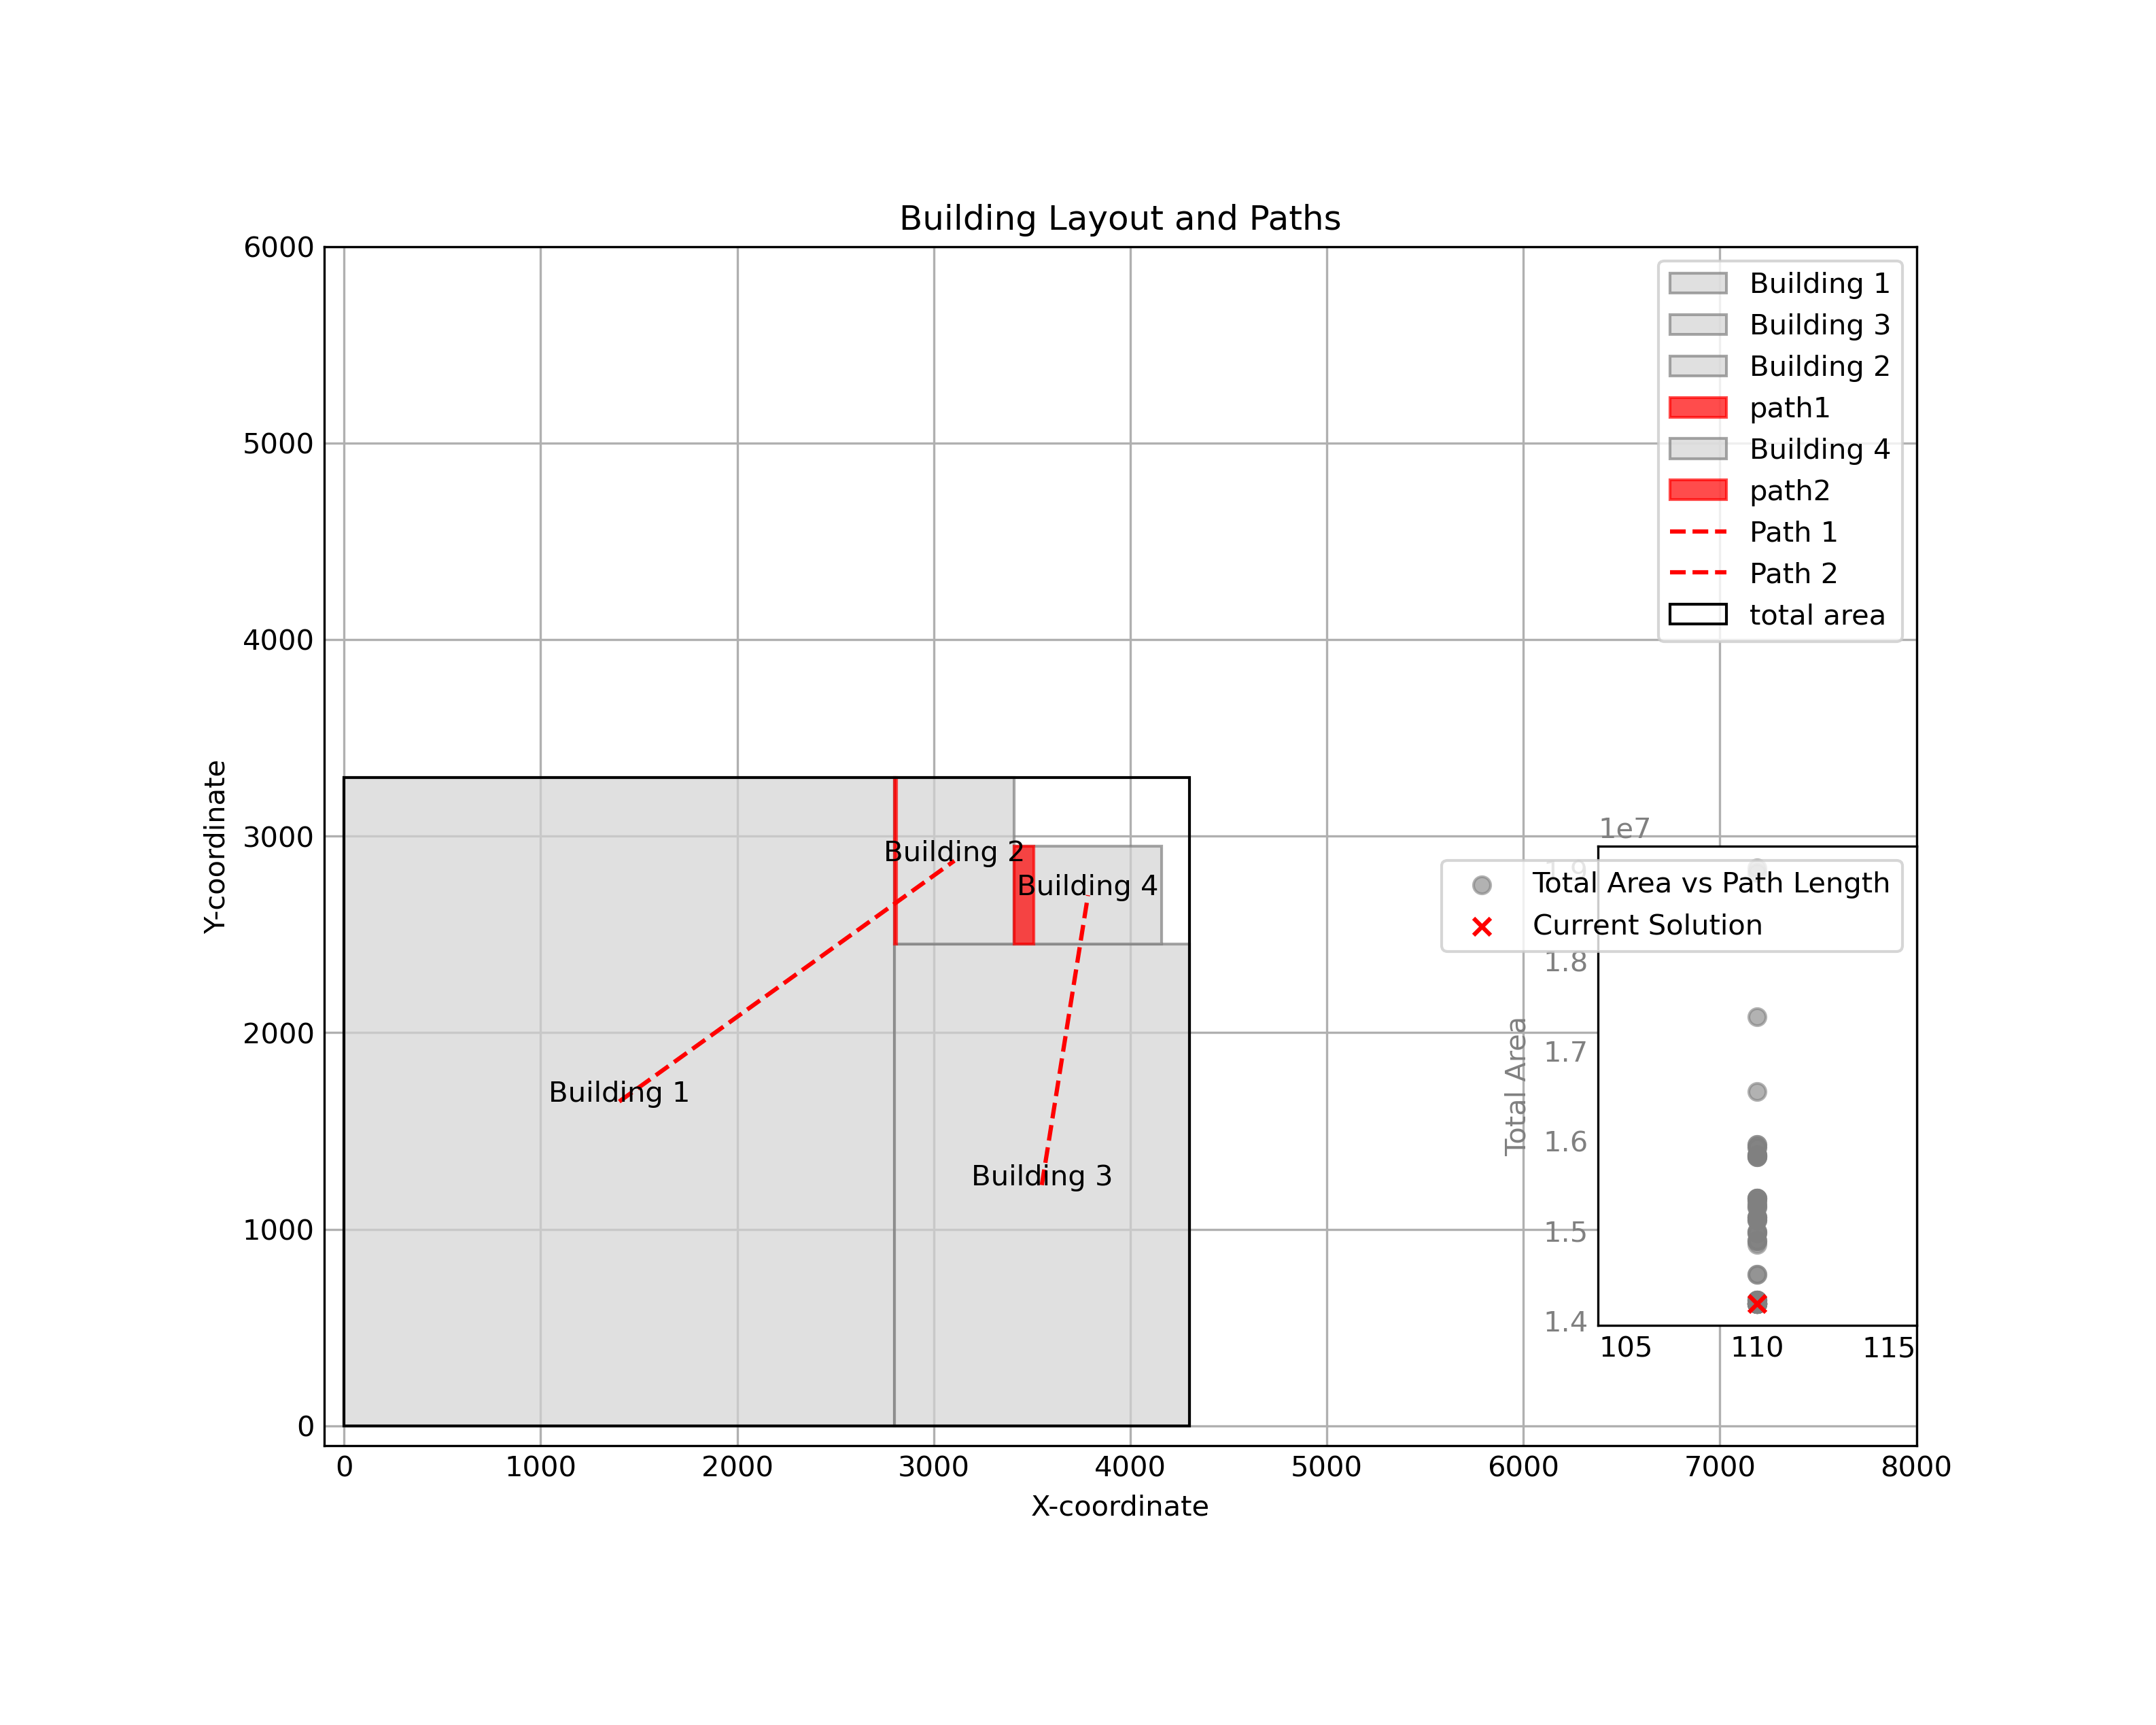 Building Layout and Paths
6000
5000
4000
3000
2000
1000
0
Y-coordinate
0
1000
2000
3000
4000
5000
6000
7000
8000
X-coordinate
Building 1
Building 3
Building 2
path1
Building 4
path2
Path 1
Path 2
total area
Building 2
Building 4
Building 1
Building 3
1e7
Total Area vs Path Length
Current Solution
1.9
1.8
1.7
1.6
1.5
1.4
Total Area
105
110
115